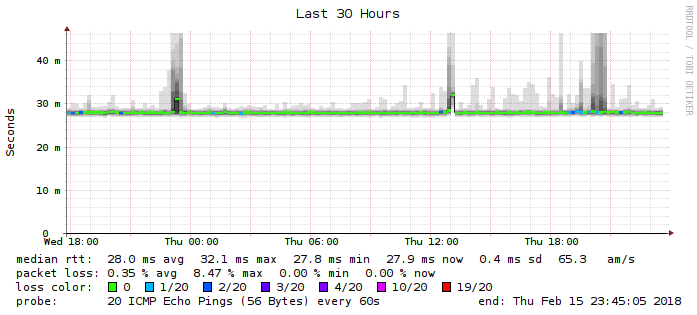 Last 30 Hours
RRDTOOL / TOBI OETIKER
Seconds
40 m
30 m
20 m
10 m
0
Wed 18:00 Thu 00:00 Thu 06:00 Thu 12:00 Thu 18:00
median rtt: 28.0 ms avg 32.1 ms max 27.8 ms min 27.9 ms now 0.4 ms sd 65.3 am/s
packet loss: 0.35 % avg 8.47 % max 0.00 % min 0.00 % now
loss color: 0 1/20 2/20 3/20 4/20 10/20 19/20
probe: 20 ICMP Echo Pings (56 Bytes) every 60s end: Thu Feb 15 23:45:05 2018